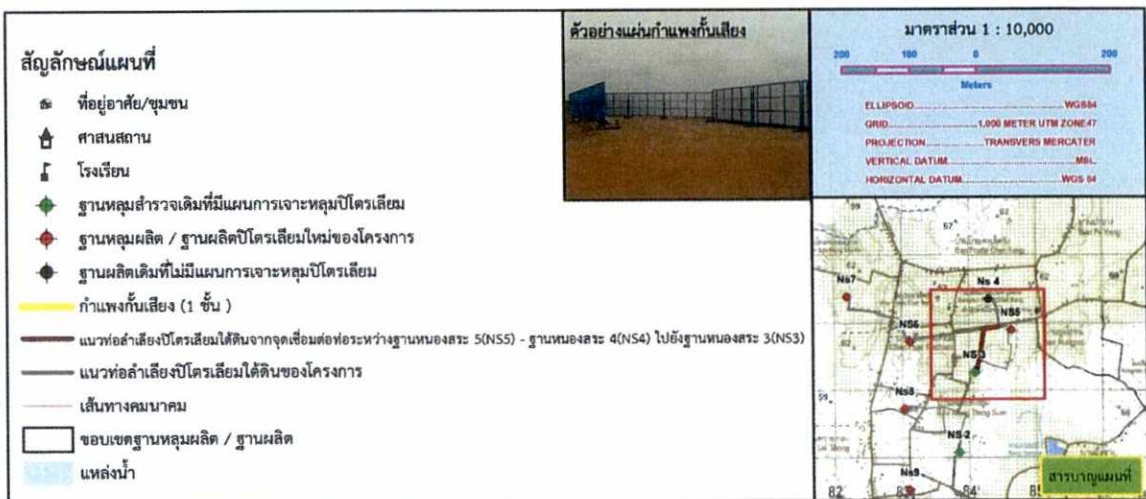 สัญลักษณ์แผนที่
ที่อยู่อาศัย/ชุมชน
ศาสนสถาน
โรงเรียน
ฐานหลุมสำรวจเดิมที่มีแผนการเจาะหลุมปิโตรเลียม
ฐานหลุมผลิต / ฐานผลิตปิโตรเลียมใหม่ของโครงการ
ฐานผลิตเดิมที่ไม่มีแผนการเจาะหลุมปิโตรเลียม
กำแพงกั้นเสียง (1 ชั้น )
แนวท่อลำเลียงปิโตรเลียมใต้ดินจากจุดเชื่อมต่อท่อระหว่างฐานหนองสระ 5(NS5) - ฐานหนองสระ 4(NS4) ไปยังฐานหนองสระ 3(NS3)
แนวท่อลำเลียงปิโตรเลียมใต้ดินของโครงการ
เส้นทางคมนาคม
ขอบเขตฐานหลุมผลิต / ฐานผลิต
แหล่งน้ำ
ตัวอย่างแผ่นกำแพงกั้นเสียง
มาตราส่วน 1 : 10,000
200 100 0 200
Meters
ELLIPSOID WGS84
GRID 1,000 METER UTM ZONE47
PROJECTION TRANSVERS MERCATER
VERTICAL DATUM MSL
HORIZONTAL DATUM WGS 84
Ns7
Ns 4
NS5
NS6
NS 3
Ns8
NS-2
Ns9
82 83 84
สารบาญแผนที่